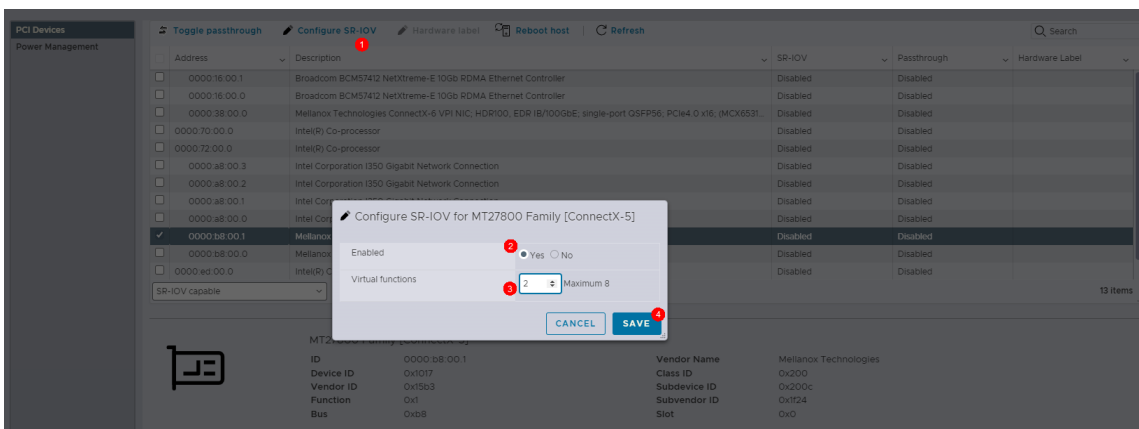 PCI Devices
Power Management
Toggle passthrough Configure SR-IOV Hardware label Reboot host Refresh Search
1
Address Description SR-IOV Passthrough Hardware Label
0000:16:00.1 Broadcom BCM57412 NetXtreme-E 10Gb RDMA Ethernet Controller Disabled Disabled
0000:16:00.0 Broadcom BCM57412 NetXtreme-E 10Gb RDMA Ethernet Controller Disabled Disabled
0000:38:00.0 Mellanox Technologies ConnectX-6 VPI NIC; HDR100, EDR IB/100GbE; single-port QSFP56; PCIe4.0 x16; (MCX6531... Disabled Disabled
0000:70:00.0 Intel(R) Co-processor Disabled Disabled
0000:72:00.0 Intel(R) Co-processor Disabled Disabled
0000:a8:00.3 Intel Corporation I350 Gigabit Network Connection Disabled Disabled
0000:a8:00.2 Intel Corporation I350 Gigabit Network Connection Disabled Disabled
0000:a8:00.1 Intel Disabled Disabled
0000:a8:00.0 Intel Disabled Disabled
0000:b8:00.1 Mellanox Disabled Disabled
0000:b8:00.0 Mellanox Disabled Disabled
0000:ed:00.0 Intel(R) Disabled Disabled
SR-IOV capable 13 items
Configure SR-IOV for MT27800 Family [ConnectX-5]
Enabled 2 Yes No
Virtual functions 3 2 Maximum 8
CANCEL SAVE 4
MT27800 Family [ConnectX-5]
ID 0000:b8:00.1 Vendor Name Mellanox Technologies
Device ID 0x1017 Class ID 0x200
Vendor ID 0x15b3 Subdevice ID 0x200c
Function 0x1 Subvendor ID 0x1f24
Bus 0xb8 Slot 0x0